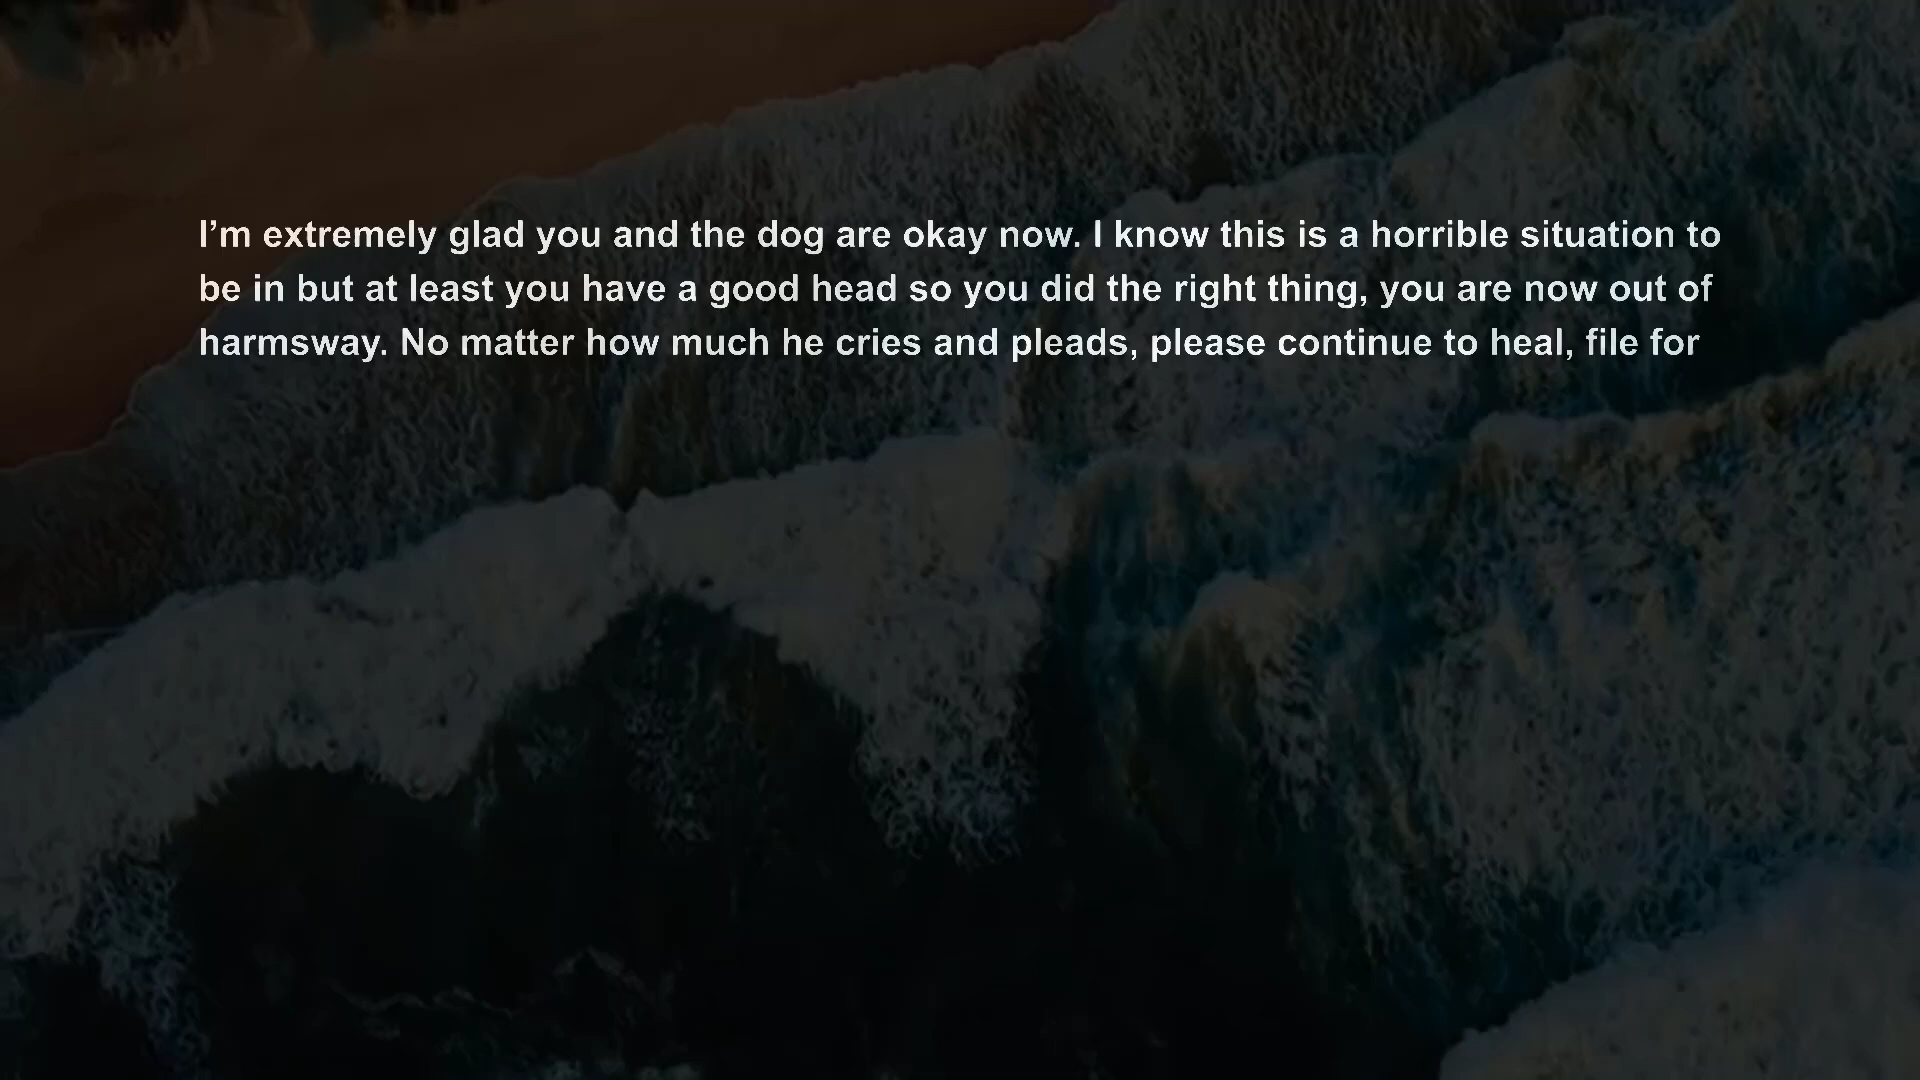 I’m extremely glad you and the dog are okay now. I know this is a horrible situation to
be in but at least you have a good head so you did the right thing, you are now out of
harmsway. No matter how much he cries and pleads, please continue to heal, file for